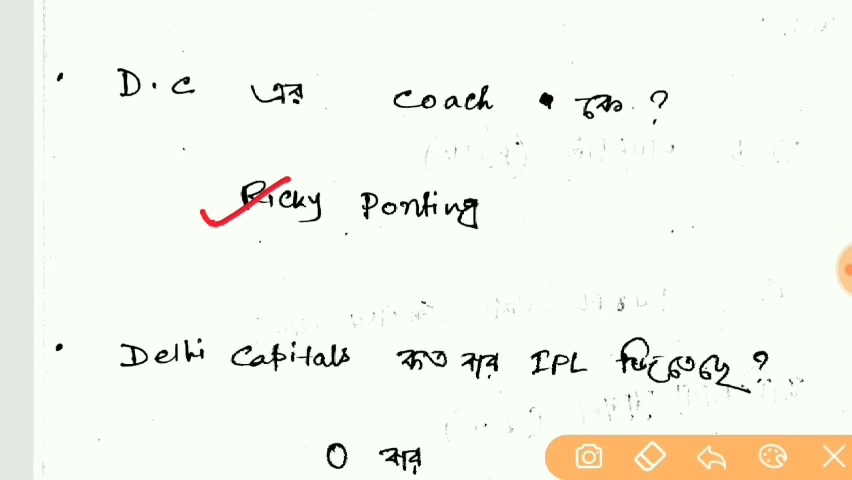 D.C এর Coach কে?
Ricky Ponting
Delhi Capitals কত বার IPL জিতেছে?
0 বার